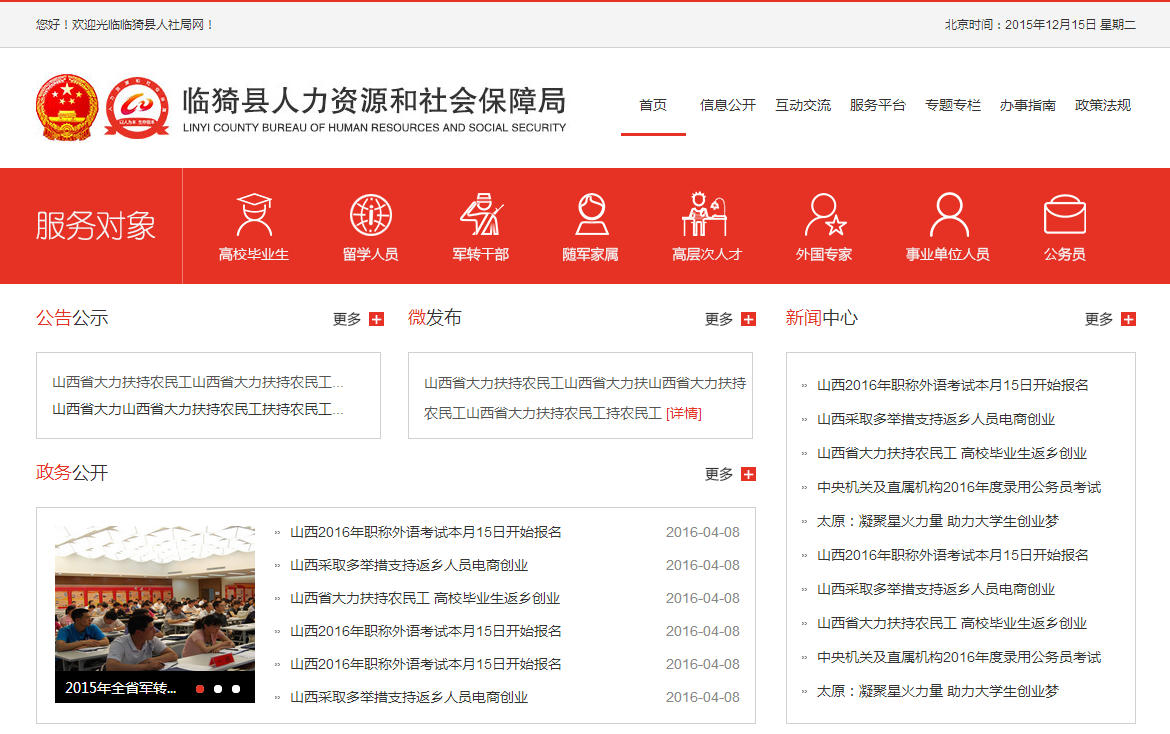 您好！欢迎光临临猗县人社局网！
北京时间：2015年12月15日 星期二
临猗县人力资源和社会保障局
LINYI COUNTY BUREAU OF HUMAN RESOURCES AND SOCIAL SECURITY
首页 信息公开 互动交流 服务平台 专题专栏 办事指南 政策法规
服务对象
高校毕业生 留学人员 军转干部 随军家属 高层次人才 外国专家 事业单位人员 公务员
公告公示 更多
山西省大力扶持农民工山西省大力扶持农民工...
山西省大力山西省大力扶持农民工扶持农民工...
微发布 更多
山西省大力扶持农民工山西省大力扶山西省大力扶持
农民工山西省大力扶持农民工持农民工 [详情]
政务公开 更多
2015年全省军转...
山西2016年职称外语考试本月15日开始报名 2016-04-08
山西采取多举措支持返乡人员电商创业 2016-04-08
山西省大力扶持农民工 高校毕业生返乡创业 2016-04-08
山西2016年职称外语考试本月15日开始报名 2016-04-08
山西2016年职称外语考试本月15日开始报名 2016-04-08
山西采取多举措支持返乡人员电商创业 2016-04-08
新闻中心 更多
山西2016年职称外语考试本月15日开始报名
山西采取多举措支持返乡人员电商创业
山西省大力扶持农民工 高校毕业生返乡创业
中央机关及直属机构2016年度录用公务员考试
太原：凝聚星火力量 助力大学生创业梦
山西2016年职称外语考试本月15日开始报名
山西采取多举措支持返乡人员电商创业
山西省大力扶持农民工 高校毕业生返乡创业
中央机关及直属机构2016年度录用公务员考试
太原：凝聚星火力量 助力大学生创业梦